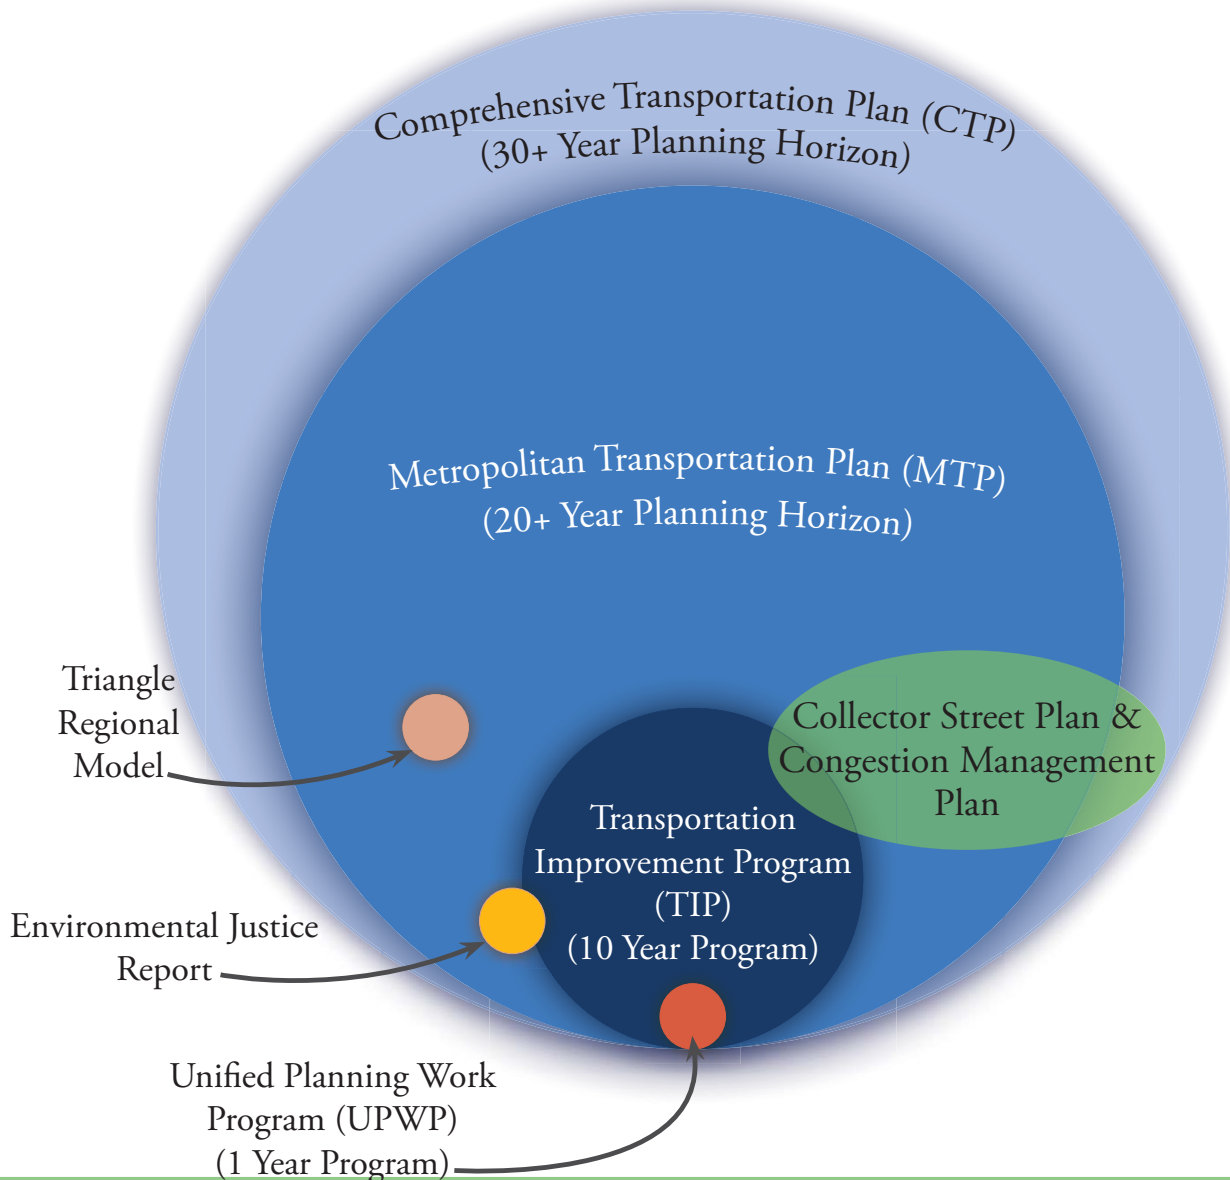 Comprehensive Transportation Plan (CTP)
(30+ Year Planning Horizon)
Metropolitan Transportation Plan (MTP)
(20+ Year Planning Horizon)
Triangle
Regional
Model
Collector Street Plan &
Congestion Management
Plan
Transportation
Improvement Program
(TIP)
(10 Year Program)
Environmental Justice
Report
Unified Planning Work
Program (UPWP)
(1 Year Program)